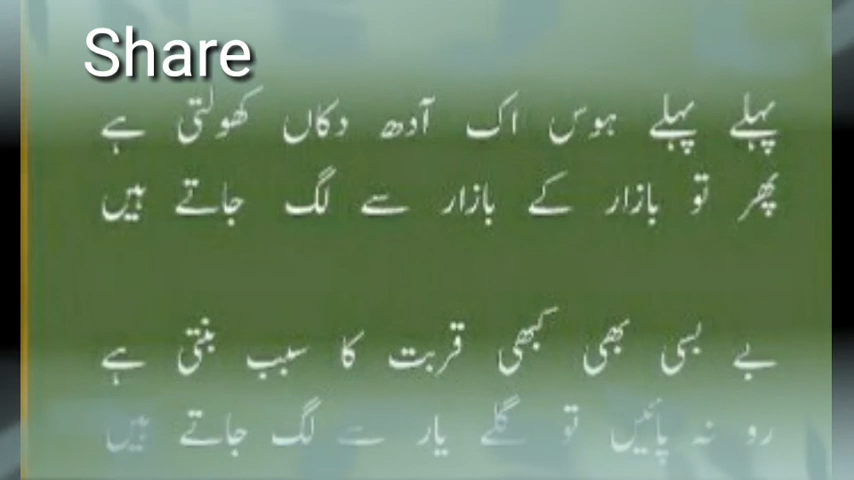 Share
پہلے پہلے ہوس اک آدھ دکاں کھولتی ہے
پھر تو بازار کے بازار سے لگ جاتے ہیں
بے بسی بھی کبھی قربت کا سبب بنتی ہے
رو نہ پائیں تو گلے یار سے لگ جاتے ہیں